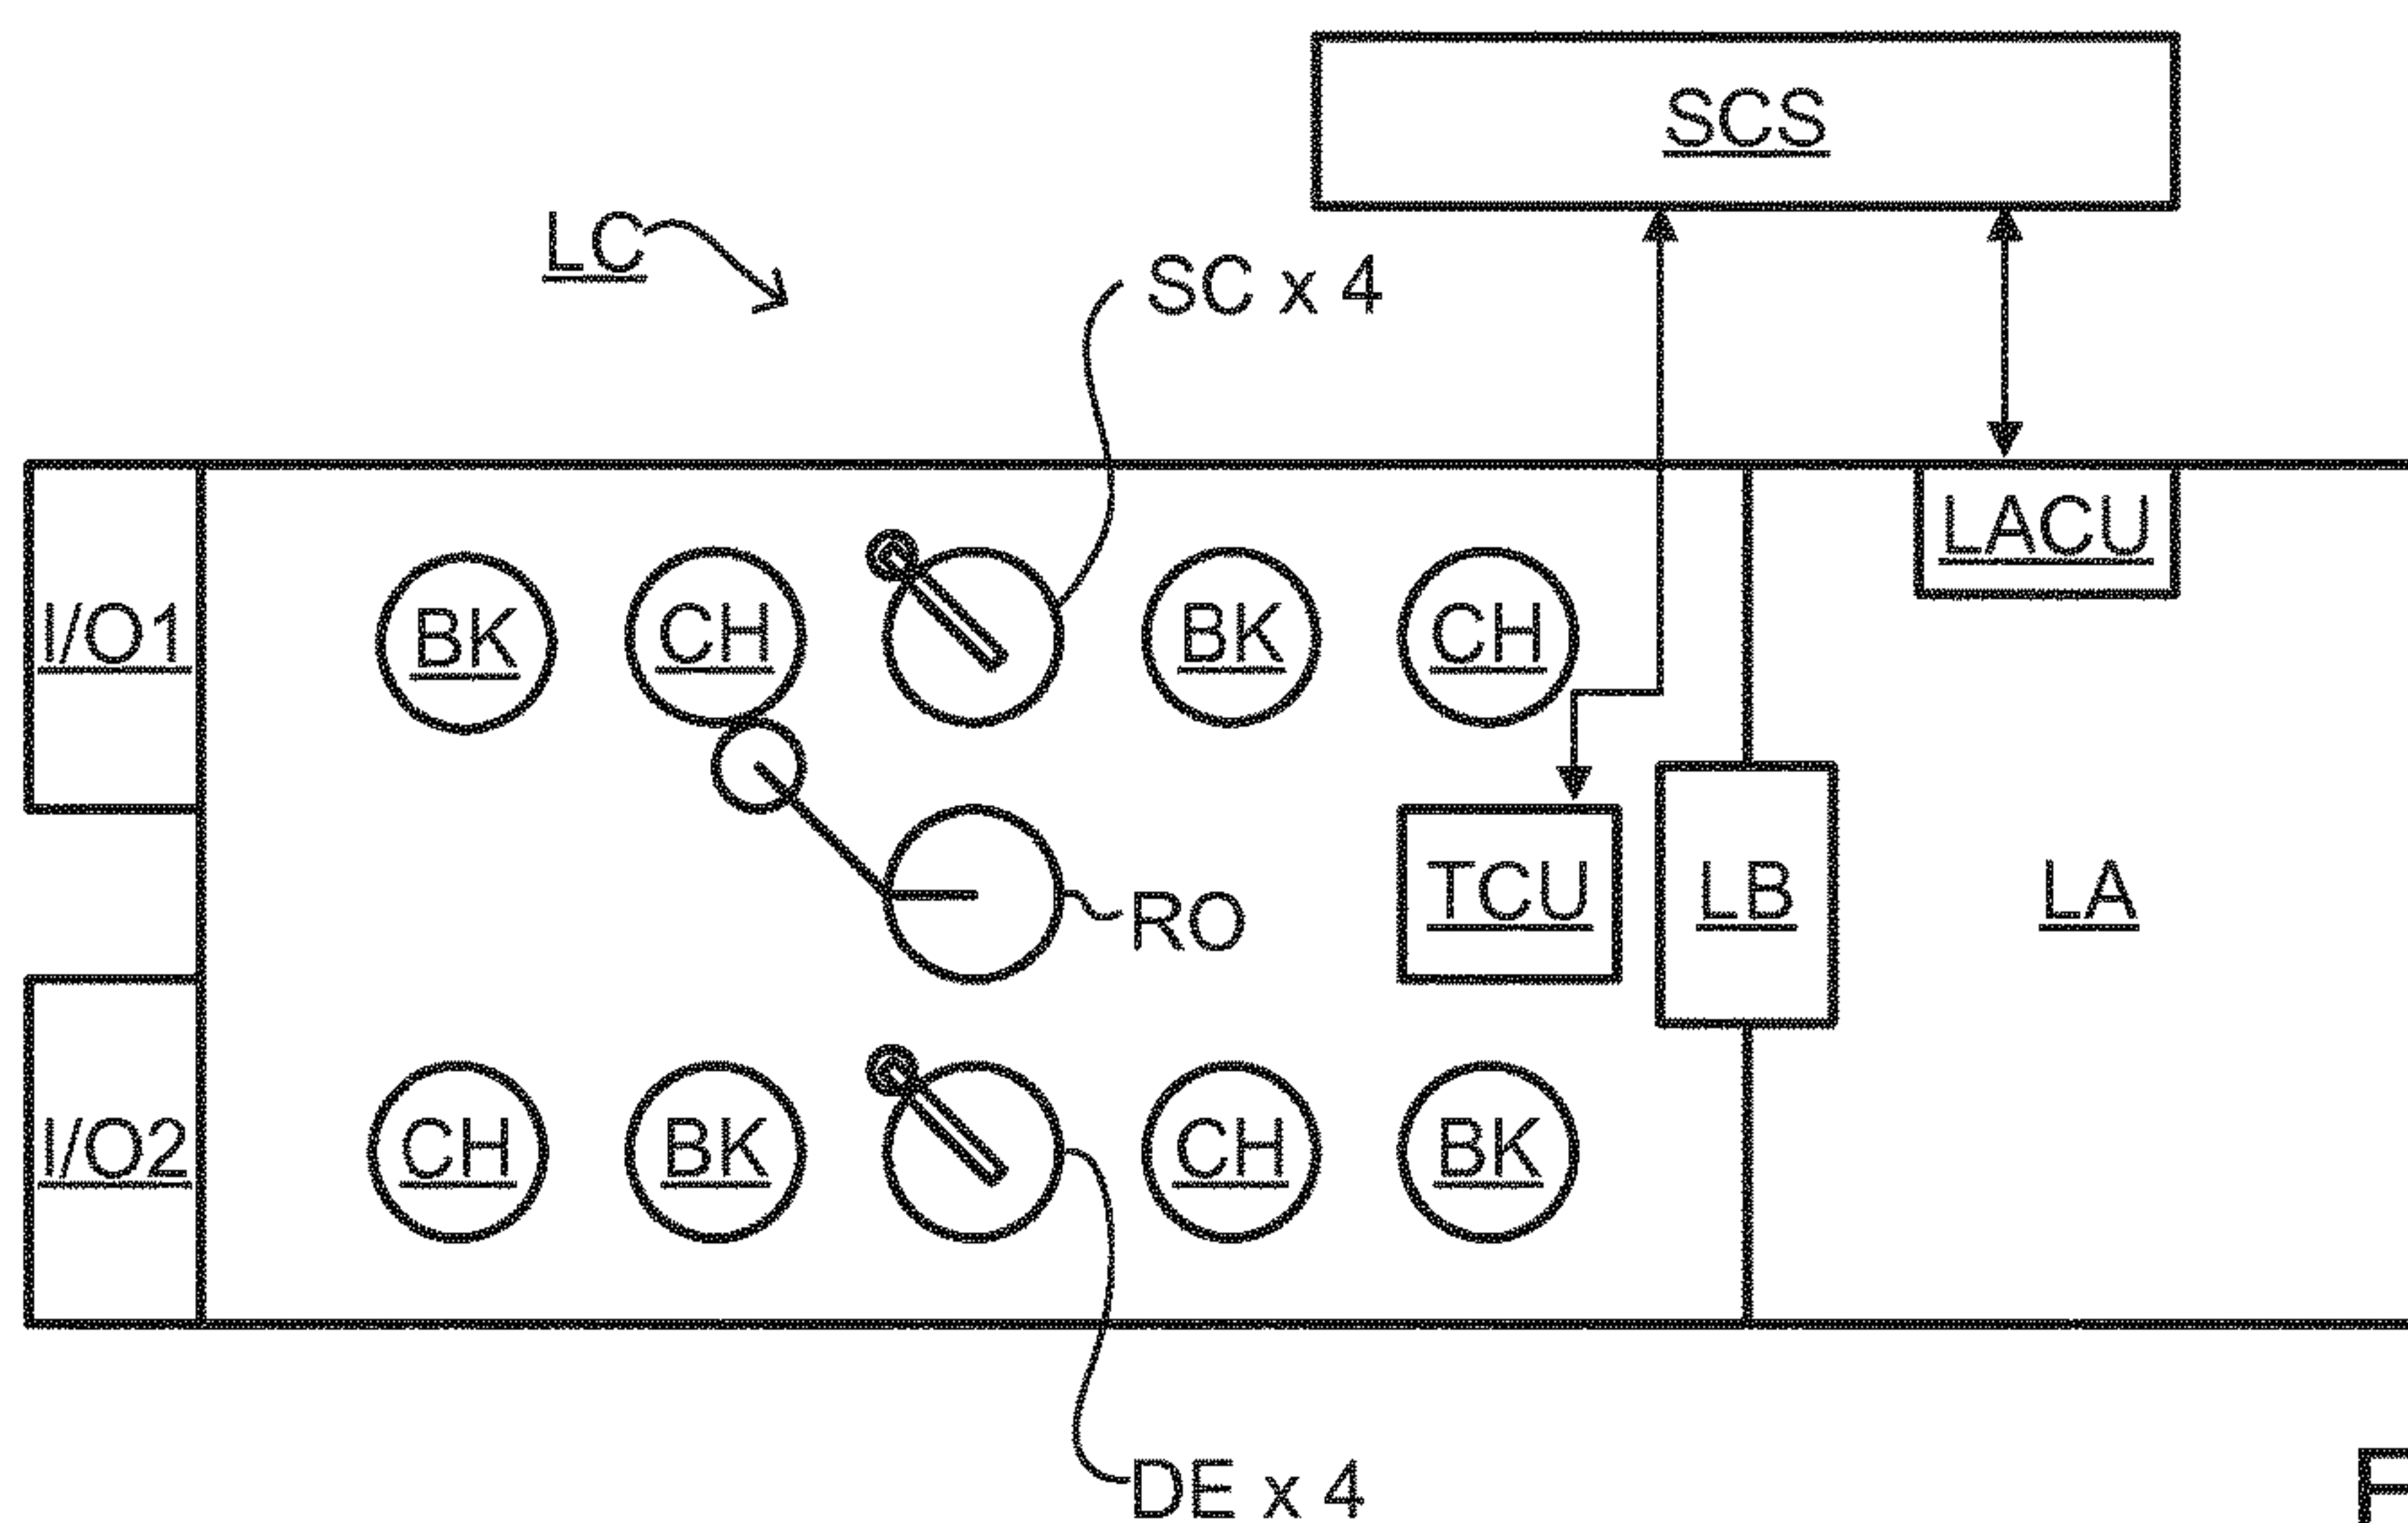 SCS
LC
SC x 4
LACU
I/O1
BK
CH
BK
CH
TCU
LB
LA
RO
I/O2
CH
BK
CH
BK
DE x 4
F